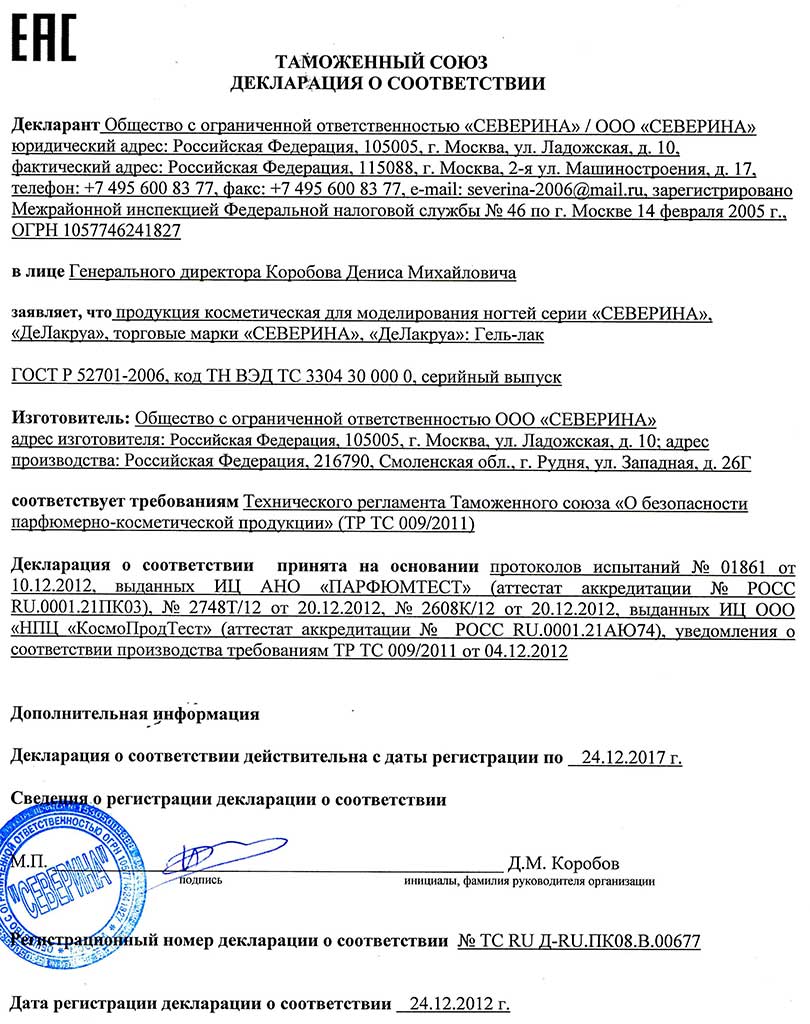 ЕАС
ТАМОЖЕННЫЙ СОЮЗ
ДЕКЛАРАЦИЯ О СООТВЕТСТВИИ
Декларант Общество с ограниченной ответственностью «СЕВЕРИНА» / ООО «СЕВЕРИНА»
юридический адрес: Российская Федерация, 105005, г. Москва, ул. Ладожская, д. 10,
фактический адрес: Российская Федерация, 115088, г. Москва, 2-я ул. Машиностроения, д. 17,
телефон: +7 495 600 83 77, факс: +7 495 600 83 77, e-mail: severina-2006@mail.ru, зарегистрировано
Межрайонной инспекцией Федеральной налоговой службы № 46 по г. Москве 14 февраля 2005 г.,
ОГРН 1057746241827
в лице Генерального директора Коробова Дениса Михайловича
заявляет, что продукция косметическая для моделирования ногтей серии «СЕВЕРИНА»,
«ДеЛакруа», торговые марки «СЕВЕРИНА», «ДеЛакруа»: Гель-лак
ГОСТ Р 52701-2006, код ТН ВЭД ТС 3304 30 000 0, серийный выпуск
Изготовитель: Общество с ограниченной ответственностью ООО «СЕВЕРИНА»
адрес изготовителя: Российская Федерация, 105005, г. Москва, ул. Ладожская, д. 10; адрес
производства: Российская Федерация, 216790, Смоленская обл., г. Рудня, ул. Западная, д. 26Г
соответствует требованиям Технического регламента Таможенного союза «О безопасности
парфюмерно-косметической продукции» (ТР ТС 009/2011)
Декларация о соответствии принята на основании протоколов испытаний № 01861 от
10.12.2012, выданных ИЦ АНО «ПАРФЮМТЕСТ» (аттестат аккредитации № РОСС
RU.0001.21ПК03), № 2748Т/12 от 20.12.2012, № 2608К/12 от 20.12.2012, выданных ИЦ ООО
«НПЦ «КосмоПродТест» (аттестат аккредитации № РОСС RU.0001.21АЮ74), уведомления о
соответствии производства требованиям ТР ТС 009/2011 от 04.12.2012
Дополнительная информация
Декларация о соответствии действительна с даты регистрации по 24.12.2017 г.
Сведения о регистрации декларации о соответствии
М.П. Д.М. Коробов
подпись инициалы, фамилия руководителя организации
"СЕВЕРИНА"
Регистрационный номер декларации о соответствии № ТС RU Д-RU.ПК08.В.00677
Дата регистрации декларации о соответствии 24.12.2012 г.